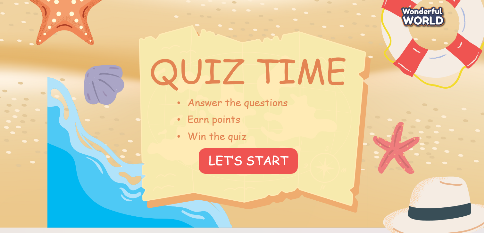 Wonderful
WORLD
QUIZ TIME
• Answer the questions
• Earn points
• Win the quiz
LET'S START